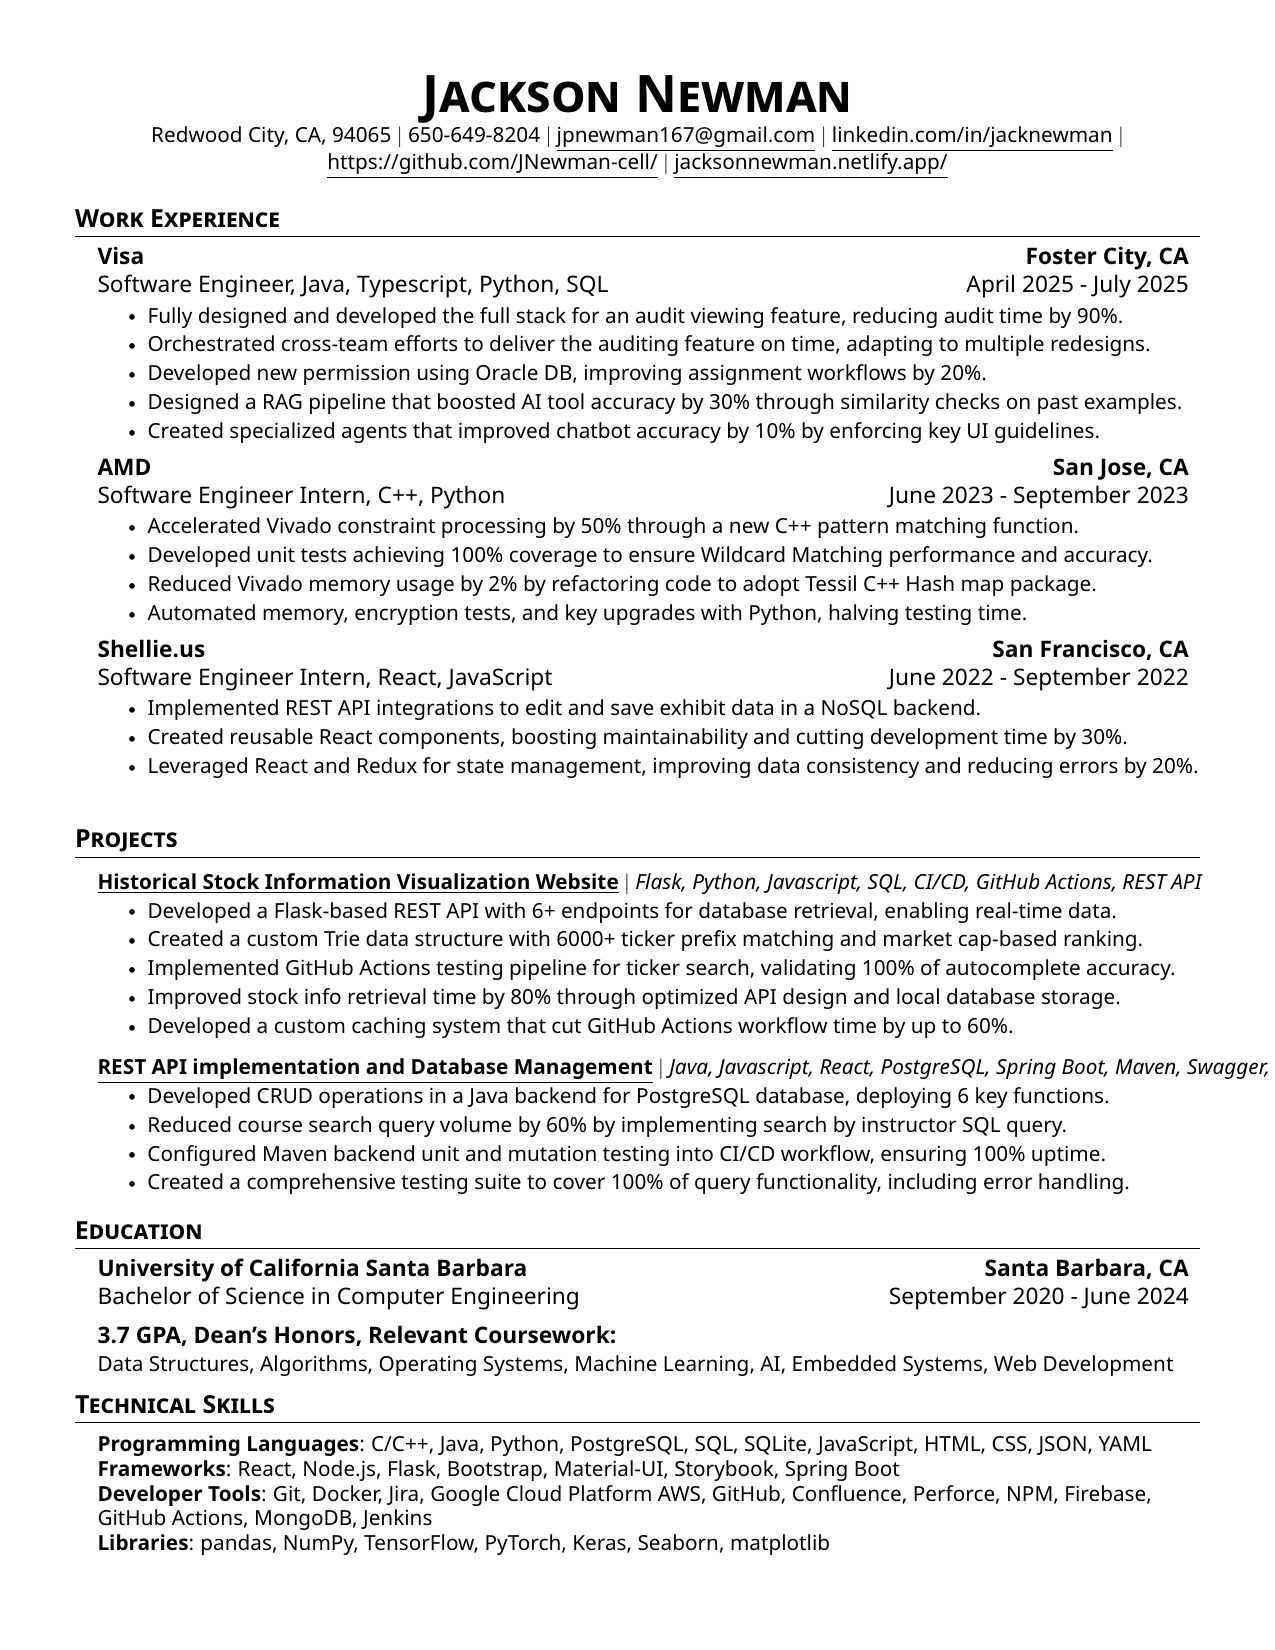 Jackson Newman
Redwood City, CA, 94065 | 650-649-8204 | jpnewman167@gmail.com | linkedin.com/in/jacknewman |
https://github.com/JNewman-cell/ | jacksonnewman.netlify.app/
Work Experience
Visa Foster City, CA
Software Engineer, Java, Typescript, Python, SQL April 2025 - July 2025
• Fully designed and developed the full stack for an audit viewing feature, reducing audit time by 90%.
• Orchestrated cross-team efforts to deliver the auditing feature on time, adapting to multiple redesigns.
• Developed new permission using Oracle DB, improving assignment workflows by 20%.
• Designed a RAG pipeline that boosted AI tool accuracy by 30% through similarity checks on past examples.
• Created specialized agents that improved chatbot accuracy by 10% by enforcing key UI guidelines.
AMD San Jose, CA
Software Engineer Intern, C++, Python June 2023 - September 2023
• Accelerated Vivado constraint processing by 50% through a new C++ pattern matching function.
• Developed unit tests achieving 100% coverage to ensure Wildcard Matching performance and accuracy.
• Reduced Vivado memory usage by 2% by refactoring code to adopt Tessil C++ Hash map package.
• Automated memory, encryption tests, and key upgrades with Python, halving testing time.
Shellie.us San Francisco, CA
Software Engineer Intern, React, JavaScript June 2022 - September 2022
• Implemented REST API integrations to edit and save exhibit data in a NoSQL backend.
• Created reusable React components, boosting maintainability and cutting development time by 30%.
• Leveraged React and Redux for state management, improving data consistency and reducing errors by 20%.
Projects
Historical Stock Information Visualization Website | Flask, Python, Javascript, SQL, CI/CD, GitHub Actions, REST API
• Developed a Flask-based REST API with 6+ endpoints for database retrieval, enabling real-time data.
• Created a custom Trie data structure with 6000+ ticker prefix matching and market cap-based ranking.
• Implemented GitHub Actions testing pipeline for ticker search, validating 100% of autocomplete accuracy.
• Improved stock info retrieval time by 80% through optimized API design and local database storage.
• Developed a custom caching system that cut GitHub Actions workflow time by up to 60%.
REST API implementation and Database Management | Java, Javascript, React, PostgreSQL, Spring Boot, Maven, Swagger,
• Developed CRUD operations in a Java backend for PostgreSQL database, deploying 6 key functions.
• Reduced course search query volume by 60% by implementing search by instructor SQL query.
• Configured Maven backend unit and mutation testing into CI/CD workflow, ensuring 100% uptime.
• Created a comprehensive testing suite to cover 100% of query functionality, including error handling.
Education
University of California Santa Barbara Santa Barbara, CA
Bachelor of Science in Computer Engineering September 2020 - June 2024
3.7 GPA, Dean’s Honors, Relevant Coursework:
Data Structures, Algorithms, Operating Systems, Machine Learning, AI, Embedded Systems, Web Development
Technical Skills
Programming Languages: C/C++, Java, Python, PostgreSQL, SQL, SQLite, JavaScript, HTML, CSS, JSON, YAML
Frameworks: React, Node.js, Flask, Bootstrap, Material-UI, Storybook, Spring Boot
Developer Tools: Git, Docker, Jira, Google Cloud Platform AWS, GitHub, Confluence, Perforce, NPM, Firebase,
GitHub Actions, MongoDB, Jenkins
Libraries: pandas, NumPy, TensorFlow, PyTorch, Keras, Seaborn, matplotlib